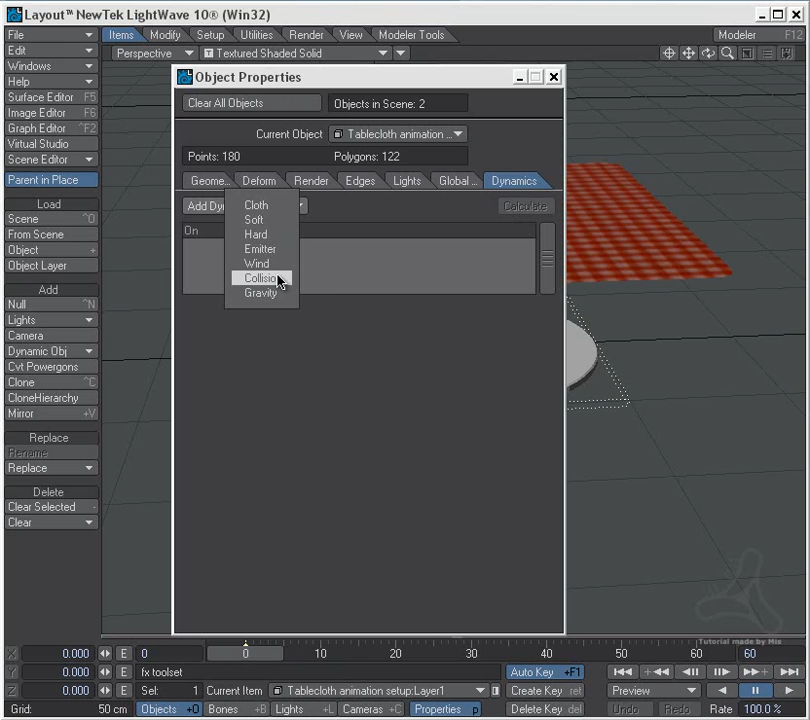 Layout™ NewTek LightWave 10® (Win32)
File
Items
Modify
Setup
Utilities
Render
View
Modeler Tools
Modeler F12
Edit
Perspective
Textured Shaded Solid
Windows
Help
Surface Editor F5
Image Editor F6
Graph Editor ^F2
Virtual Studio
Scene Editor
Parent in Place
Load
Scene ^O
From Scene
Object +
Object Layer
Add
Null ^N
Lights
Camera
Dynamic Obj
Cvt Powergons
Clone ^C
CloneHierarchy
Mirror +V
Replace
Rename
Replace
Delete
Clear Selected -
Clear
Object Properties
Clear All Objects
Objects in Scene: 2
Current Object
Tablecloth animation ...
Points: 180
Polygons: 122
Geome...
Deform
Render
Edges
Lights
Global ...
Dynamics
Add Dy
Calculate
On
Cloth
Soft
Hard
Emitter
Wind
Collisio
Gravity
Tutorial made by Mis
X 0.000 E 0 0 10 20 30 40 50 60 60
Y 0.000 E fx toolset Auto Key +F1
Z 0.000 E Sel: 1 Current Item Tablecloth animation setup:Layer1 Create Key ret Preview
Grid: 50 cm Objects +O Bones +B Lights +L Cameras +C Properties p Delete Key del Undo Redo Rate 100.0 %